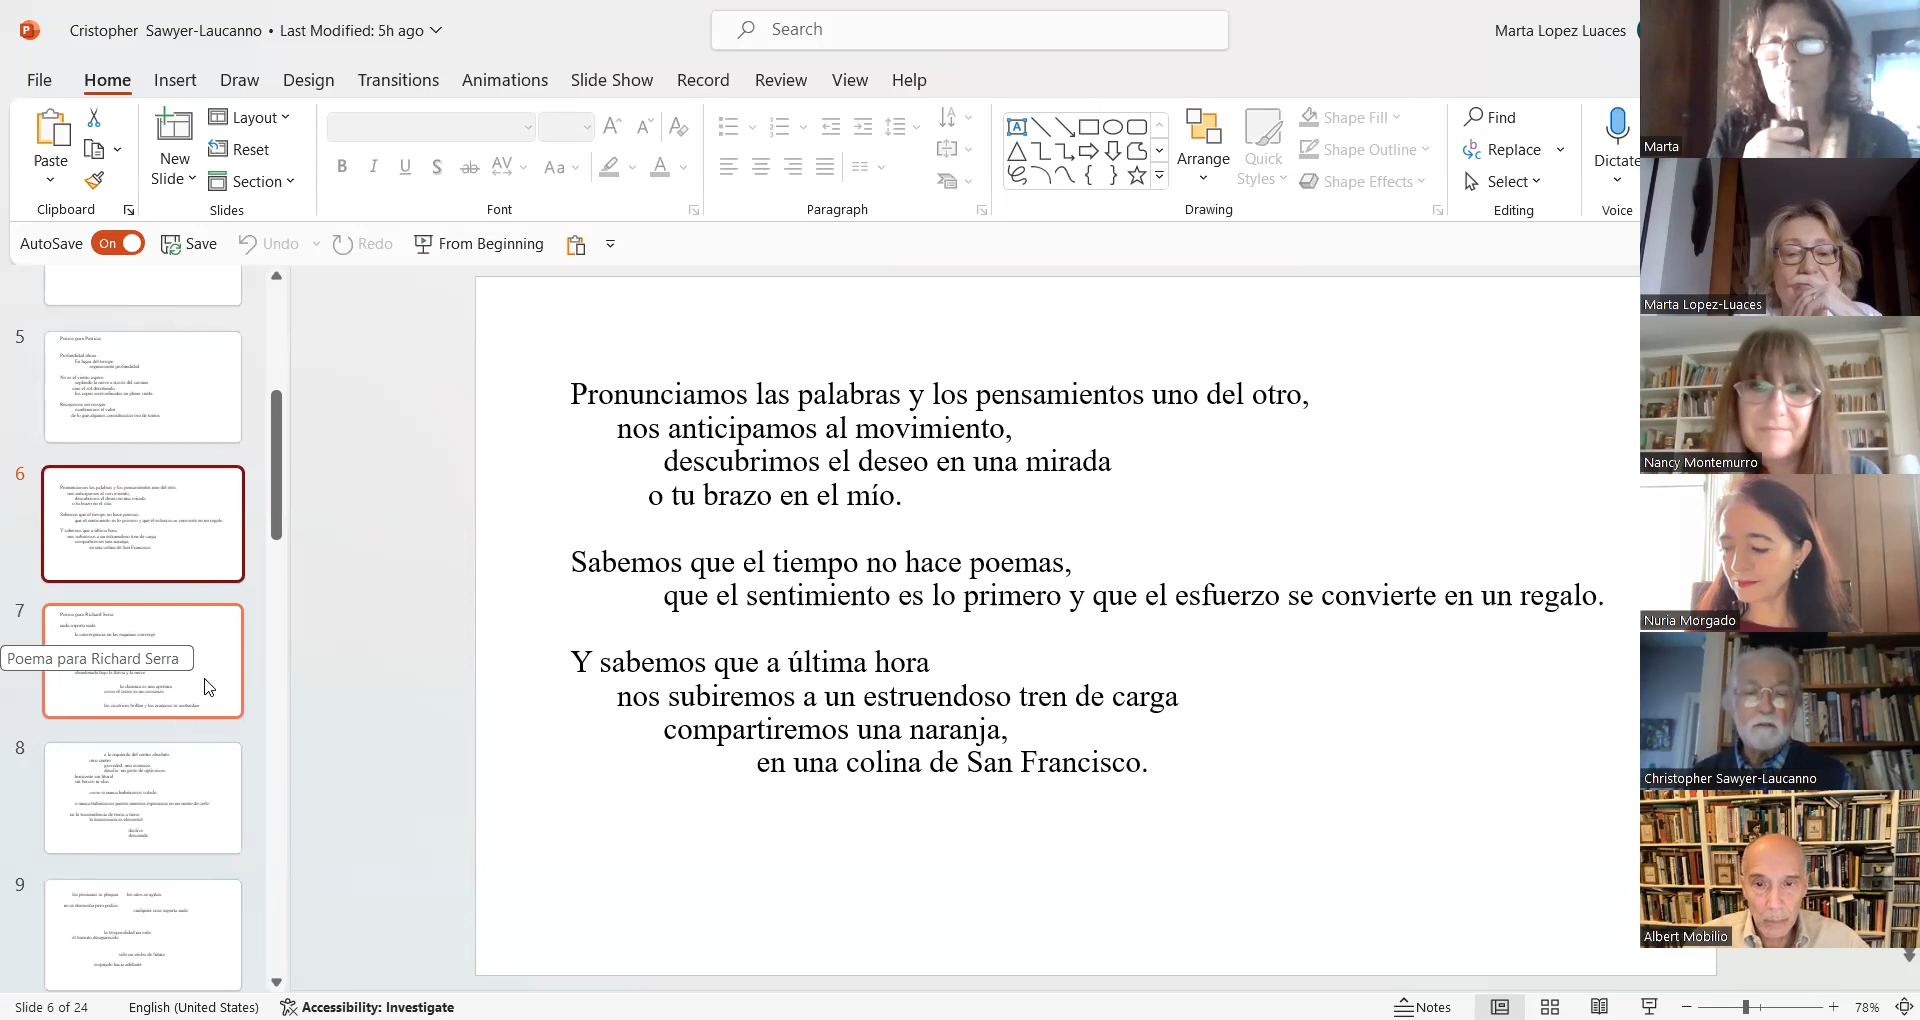 Cristopher Sawyer-Laucanno • Last Modified: 5h ago
Search
Marta Lopez Luaces
File Home Insert Draw Design Transitions Animations Slide Show Record Review View Help
Paste
Clipboard
New Slide
Layout
Reset
Section
Slides
Font
Paragraph
Arrange
Quick Styles
Shape Fill
Shape Outline
Shape Effects
Drawing
Find
Replace
Select
Editing
Dictate
Voice
AutoSave On Save Undo Redo From Beginning
5
6
7
Poema para Richard Serra
8
9
Pronunciamos las palabras y los pensamientos uno del otro,
nos anticipamos al movimiento,
descubrimos el deseo en una mirada
o tu brazo en el mío.
Sabemos que el tiempo no hace poemas,
que el sentimiento es lo primero y que el esfuerzo se convierte en un regalo.
Y sabemos que a última hora
nos subiremos a un estruendoso tren de carga
compartiremos una naranja,
en una colina de San Francisco.
Marta
Marta Lopez-Luaces
Nancy Montemurro
Nuria Morgado
Christopher Sawyer-Laucanno
Albert Mobilio
Slide 6 of 24 English (United States) Accessibility: Investigate Notes 78%